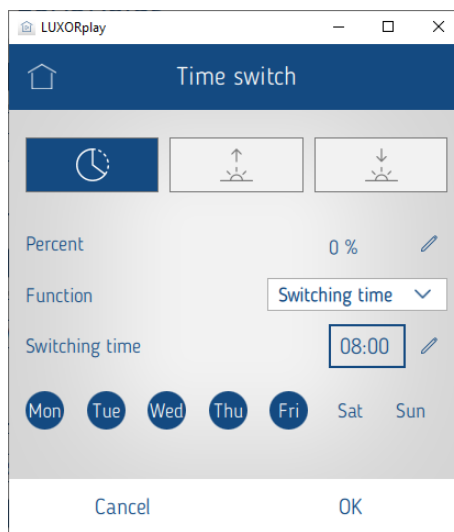 LUXORplay
Time switch
Percent 0 %
Function Switching time
Switching time 08:00
Mon Tue Wed Thu Fri Sat Sun
Cancel OK